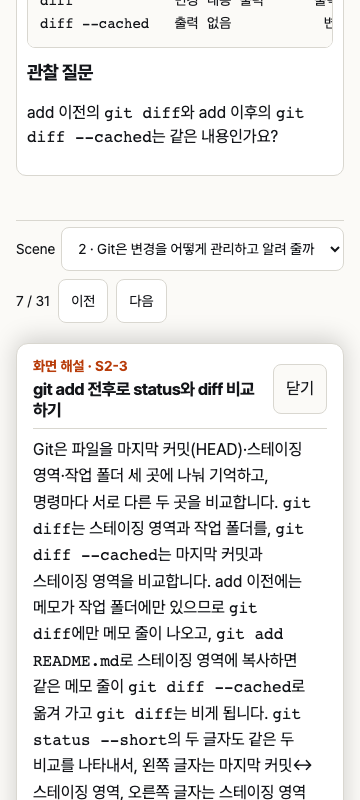 diff --cached 출력 없음
관찰 질문
add 이전의 git diff와 add 이후의 git
diff --cached는 같은 내용인가요?
Scene 2 · Git은 변경을 어떻게 관리하고 알려 줄까
7 / 31 이전 다음
화면 해설 · S2-3
git add 전후로 status와 diff 비교
하기
닫기
Git은 파일을 마지막 커밋(HEAD)·스테이징
영역·작업 폴더 세 곳에 나눠 기억하고,
명령마다 서로 다른 두 곳을 비교합니다. git
diff는 스테이징 영역과 작업 폴더를, git
diff --cached는 마지막 커밋과
스테이징 영역을 비교합니다. add 이전에는
메모가 작업 폴더에만 있으므로 git
diff에만 메모 줄이 나오고, git add
README.md로 스테이징 영역에 복사하면
같은 메모 줄이 git diff --cached로
옮겨 가고 git diff는 비게 됩니다. git
status --short의 두 글자도 같은 두
비교를 나타내서, 왼쪽 글자는 마지막 커밋↔
스테이징 영역, 오른쪽 글자는 스테이징 영역